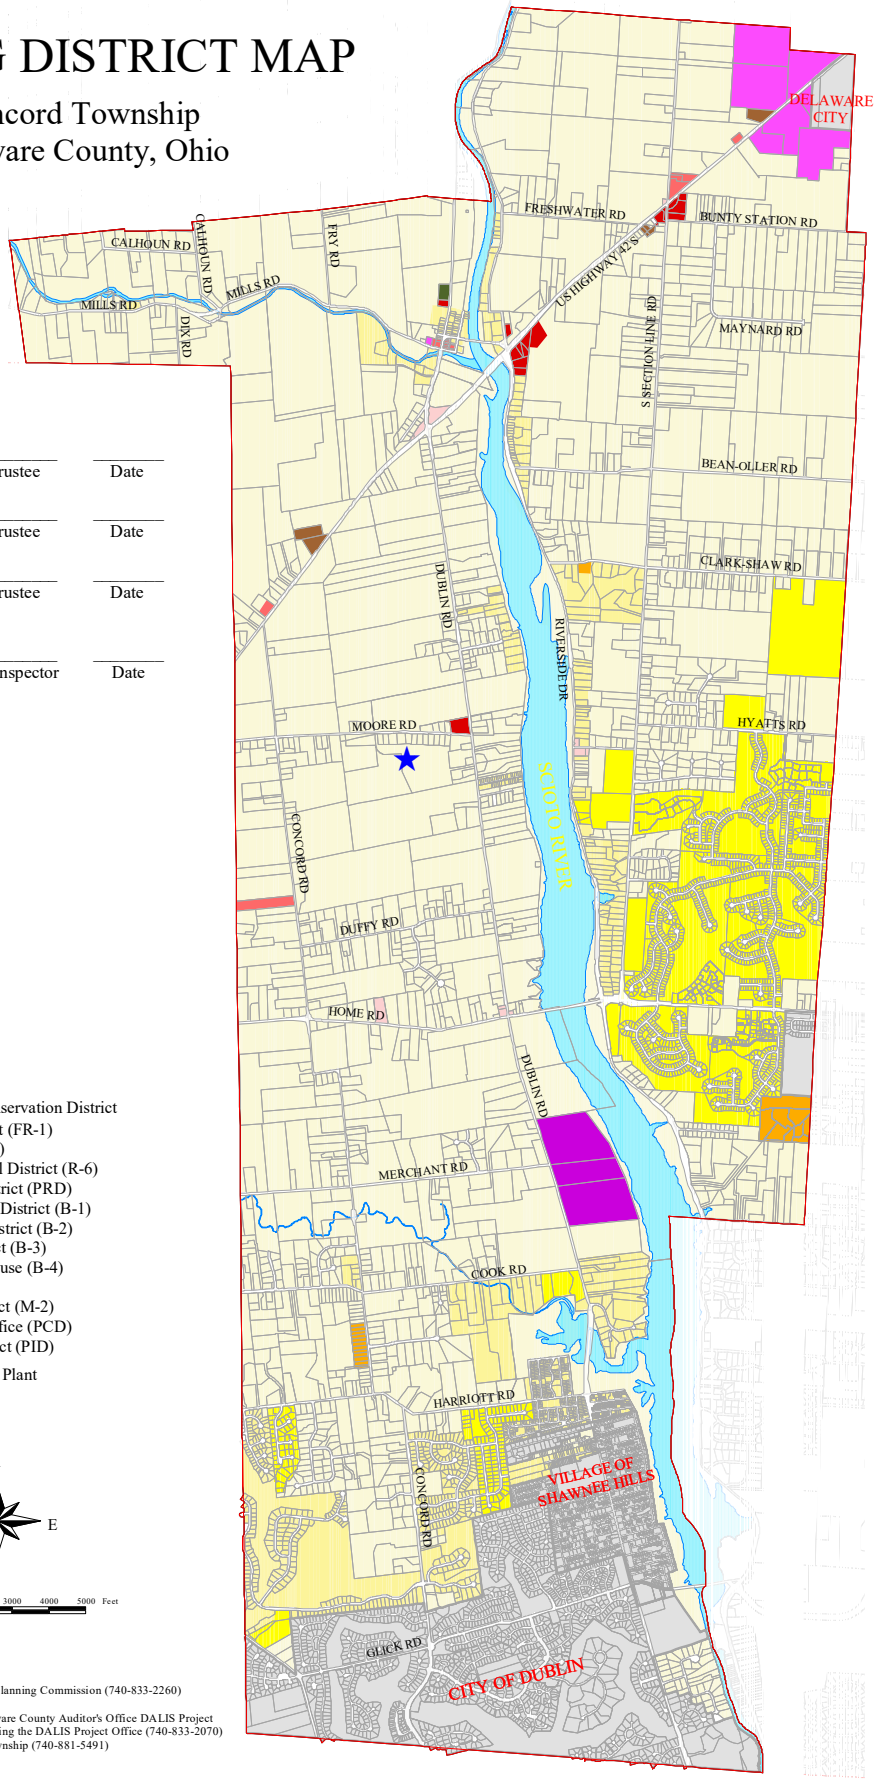 G DISTRICT MAP
ncord Township
ware County, Ohio
DELAWARE
CITY
FRESHWATER RD
BUNTY STATION RD
CALHOUN RD
CALHOUN RD
FRY RD
US HIGHWAY 42 S
MILLS RD
MILLS RD
DIX RD
S SECTION LINE RD
MAYNARD RD
rustee
Date
BEAN-OLLER RD
rustee
Date
CLARK-SHAW RD
DUBLIN RD
rustee
Date
RIVERSIDE DR
nspector
Date
MOORE RD
HYATTS RD
SCIOTO RIVER
CONCORD RD
DUFFY RD
HOME RD
DUBLIN RD
servation District
t (FR-1)
)
l District (R-6)
trict (PRD)
District (B-1)
strict (B-2)
t (B-3)
use (B-4)
ct (M-2)
fice (PCD)
ct (PID)
Plant
MERCHANT RD
COOK RD
HARRIOTT RD
VILLAGE OF
SHAWNEE HILLS
CONCORD RD
E
3000 4000 5000 Feet
GLICK RD
CITY OF DUBLIN
lanning Commission (740-833-2260)
are County Auditor's Office DALIS Project
ing the DALIS Project Office (740-833-2070)
wnship (740-881-5491)